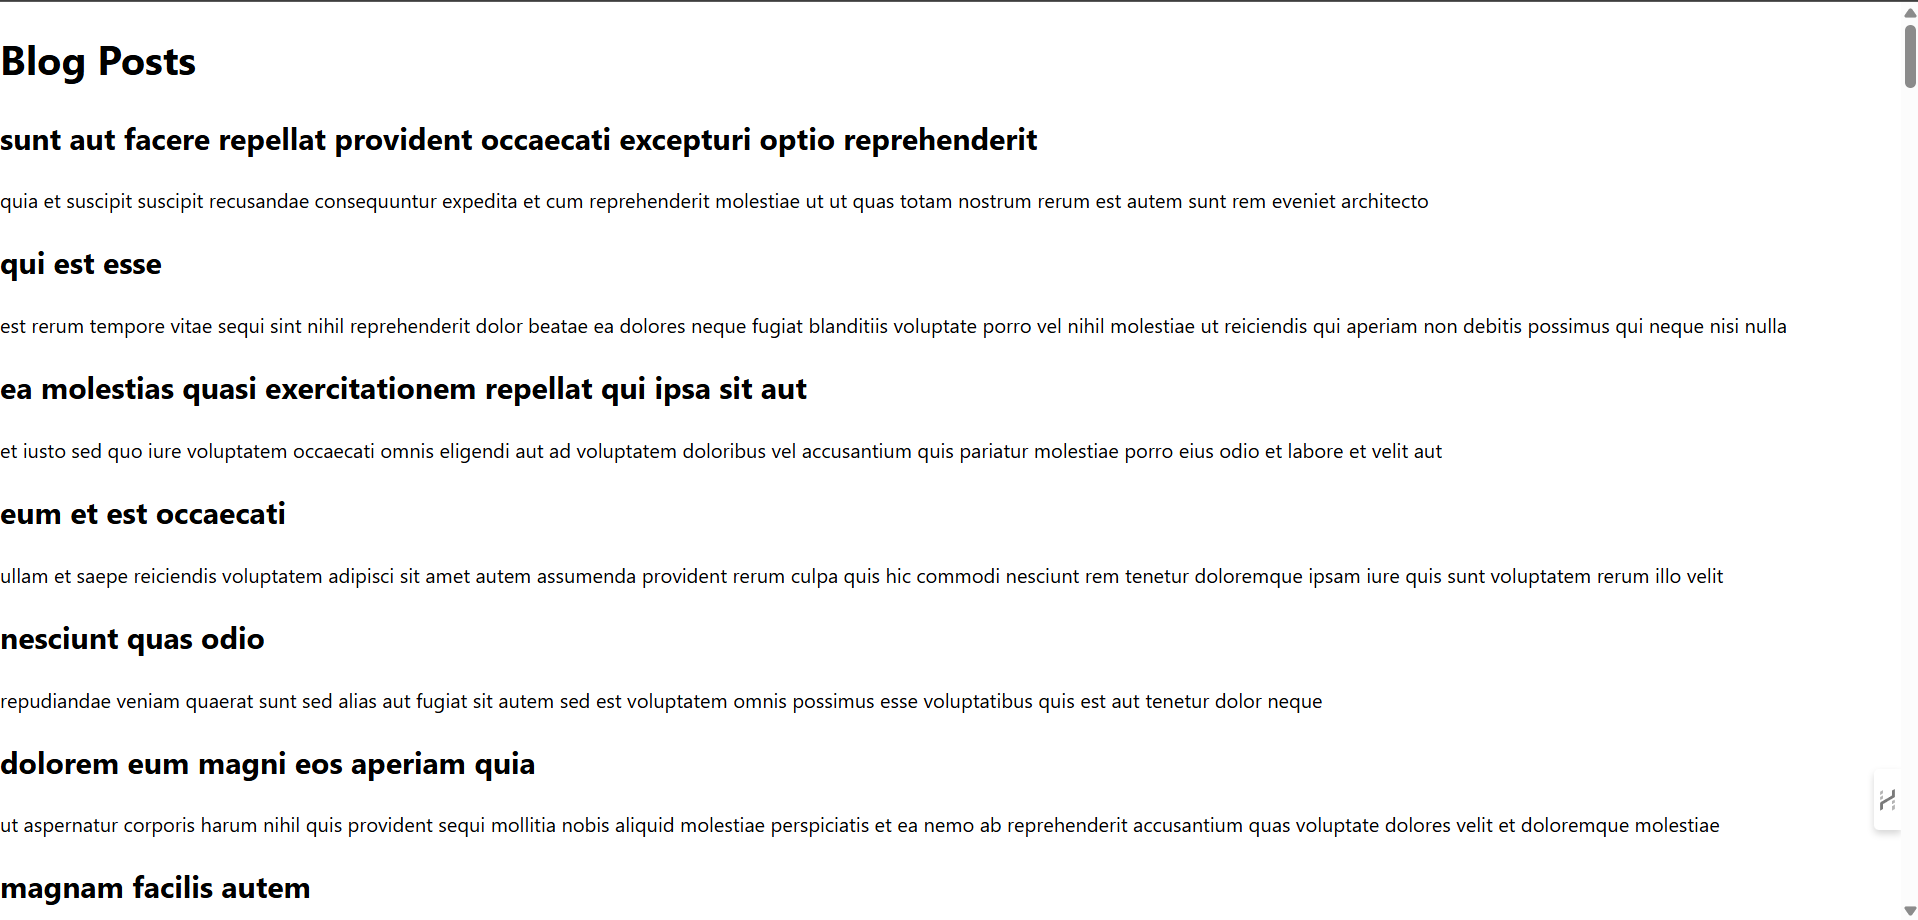 Blog Posts
sunt aut facere repellat provident occaecati excepturi optio reprehenderit
quia et suscipit suscipit recusandae consequuntur expedita et cum reprehenderit molestiae ut ut quas totam nostrum rerum est autem sunt rem eveniet architecto
qui est esse
est rerum tempore vitae sequi sint nihil reprehenderit dolor beatae ea dolores neque fugiat blanditiis voluptate porro vel nihil molestiae ut reiciendis qui aperiam non debitis possimus qui neque nisi nulla
ea molestias quasi exercitationem repellat qui ipsa sit aut
et iusto sed quo iure voluptatem occaecati omnis eligendi aut ad voluptatem doloribus vel accusantium quis pariatur molestiae porro eius odio et labore et velit aut
eum et est occaecati
ullam et saepe reiciendis voluptatem adipisci sit amet autem assumenda provident rerum culpa quis hic commodi nesciunt rem tenetur doloremque ipsam iure quis sunt voluptatem rerum illo velit
nesciunt quas odio
repudiandae veniam quaerat sunt sed alias aut fugiat sit autem sed est voluptatem omnis possimus esse voluptatibus quis est aut tenetur dolor neque
dolorem eum magni eos aperiam quia
ut aspernatur corporis harum nihil quis provident sequi mollitia nobis aliquid molestiae perspiciatis et ea nemo ab reprehenderit accusantium quas voluptate dolores velit et doloremque molestiae
magnam facilis autem